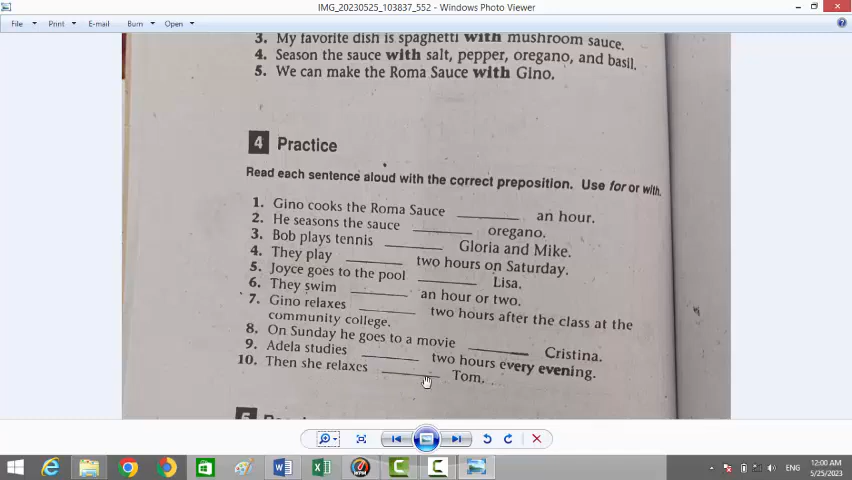 IMG_20230525_103837_552 - Windows Photo Viewer
File Print E-mail Burn Open
3. My favorite dish is spaghetti with mushroom sauce.
4. Season the sauce with salt, pepper, oregano, and basil.
5. We can make the Roma Sauce with Gino.
4 Practice
Read each sentence aloud with the correct preposition. Use for or with.
1. Gino cooks the Roma Sauce ________ an hour.
2. He seasons the sauce ________ oregano.
3. Bob plays tennis ________ Gloria and Mike.
4. They play ________ two hours on Saturday.
5. Joyce goes to the pool ________ Lisa.
6. They swim ________ an hour or two.
7. Gino relaxes ________ two hours after the class at the
community college.
8. On Sunday he goes to a movie ________ Cristina.
9. Adela studies ________ two hours every evening.
10. Then she relaxes ________ Tom.
5
ENG
12:00 AM
5/25/2023